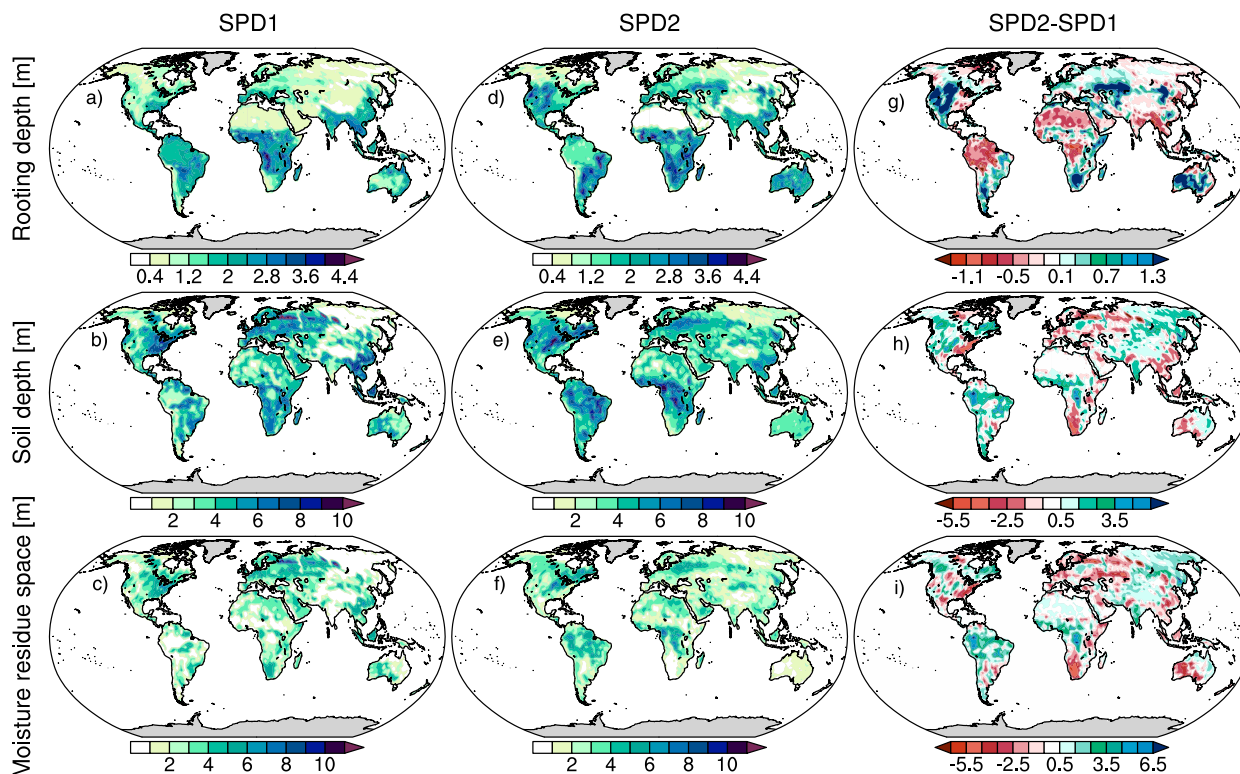 SPD1 SPD2 SPD2-SPD1
Rooting depth [m]
a) d) g)
0.4 1.2 2 2.8 3.6 4.4 0.4 1.2 2 2.8 3.6 4.4 -1.1 -0.5 0.1 0.7 1.3
Soil depth [m]
b) e) h)
2 4 6 8 10 2 4 6 8 10 -5.5 -2.5 0.5 3.5
Moisture residue space [m]
c) f) i)
2 4 6 8 10 2 4 6 8 10 -5.5 -2.5 0.5 3.5 6.5